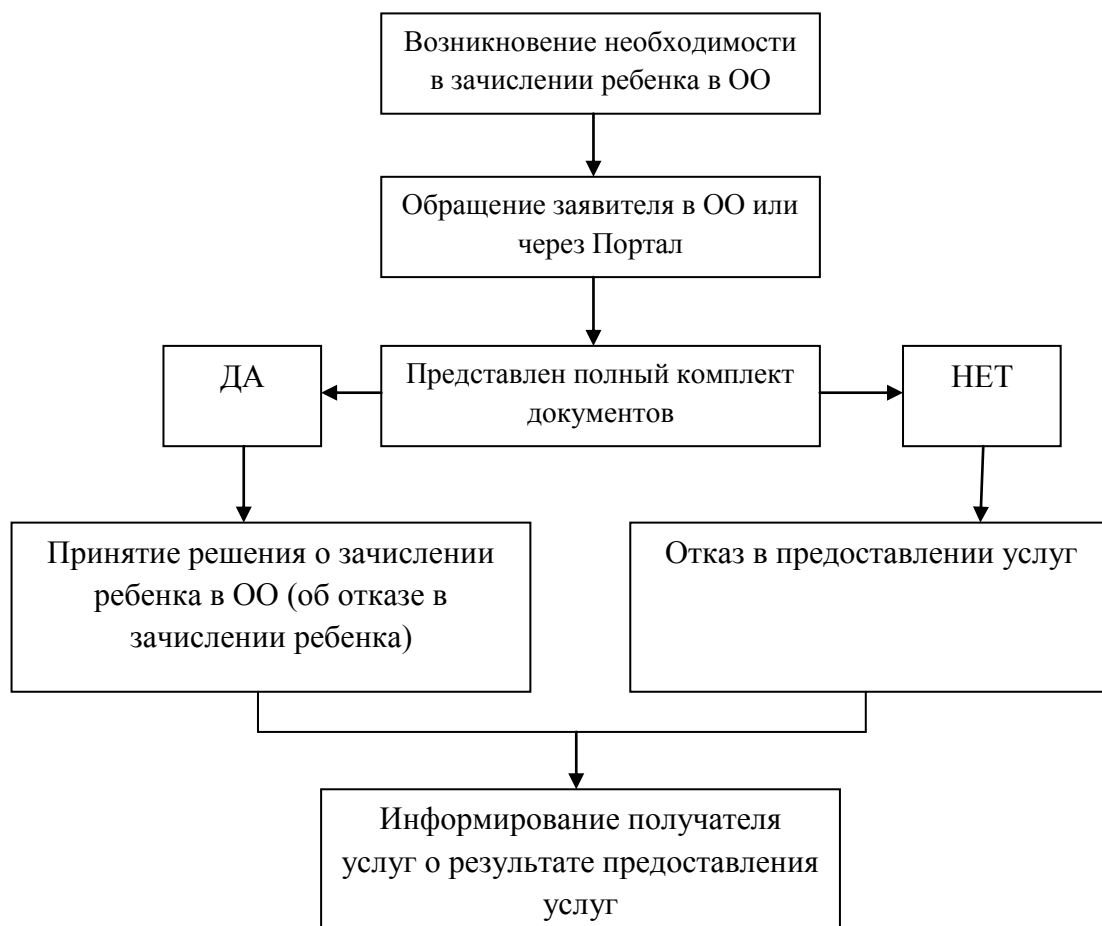 Возникновение необходимости
в зачислении ребенка в ОО
Обращение заявителя в ОО или
через Портал
ДА
Представлен полный комплект
документов
НЕТ
Принятие решения о зачислении
ребенка в ОО (об отказе в
зачислении ребенка)
Отказ в предоставлении услуг
Информирование получателя
услуг о результате предоставления
услуг